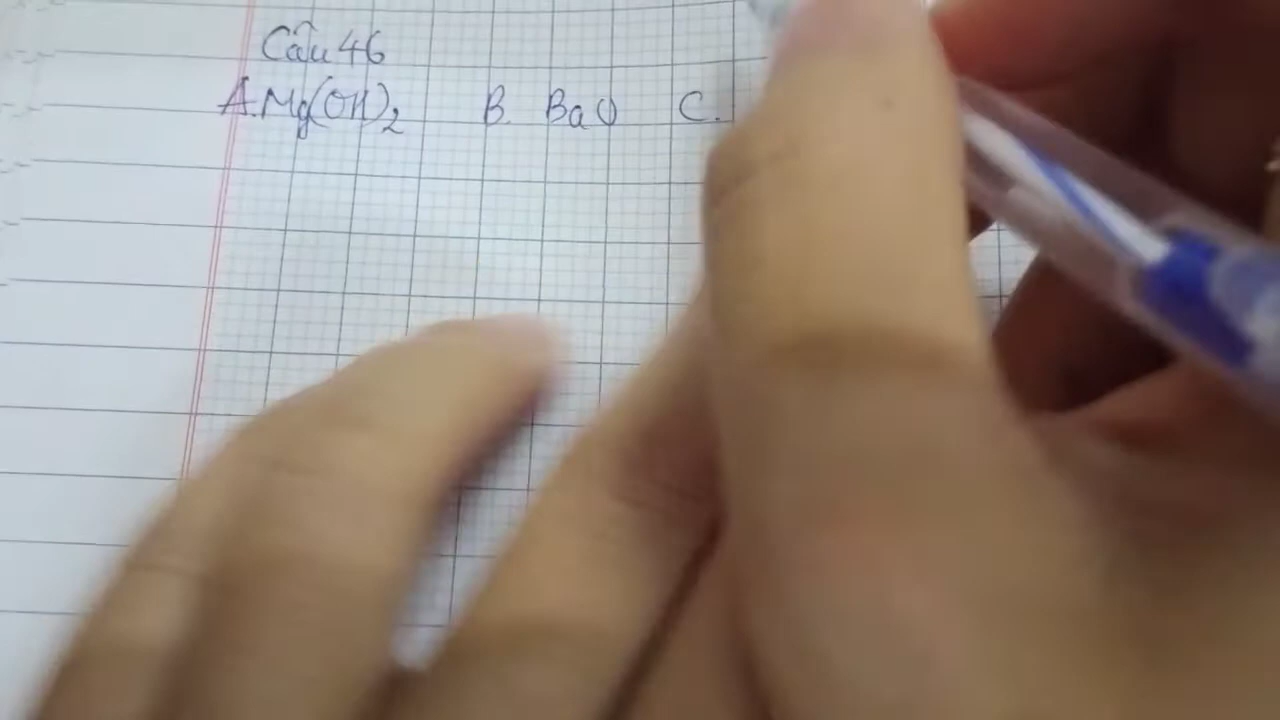 Câu 46
A. Mg(OH)₂ B. BaO C.